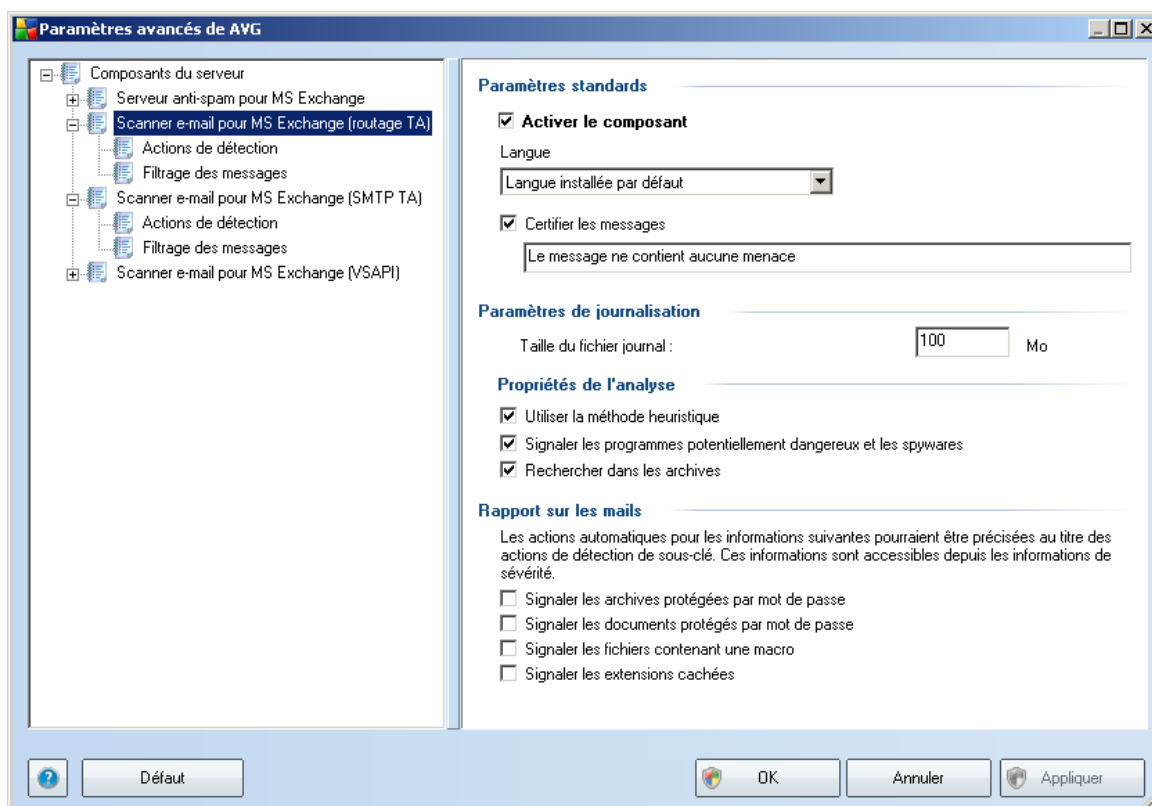 Paramètres avancés de AVG
Composants du serveur
Serveur anti-spam pour MS Exchange
Scanner e-mail pour MS Exchange (routage TA)
Actions de détection
Filtrage des messages
Scanner e-mail pour MS Exchange (SMTP TA)
Actions de détection
Filtrage des messages
Scanner e-mail pour MS Exchange (VSAPI)
Paramètres standards
Activer le composant
Langue
Langue installée par défaut
Certifier les messages
Le message ne contient aucune menace
Paramètres de journalisation
Taille du fichier journal : 100 Mo
Propriétés de l'analyse
Utiliser la méthode heuristique
Signaler les programmes potentiellement dangereux et les spywares
Rechercher dans les archives
Rapport sur les mails
Les actions automatiques pour les informations suivantes pourraient être précisées au titre des
actions de détection de sous-clé. Ces informations sont accessibles depuis les informations de
sévérité.
Signaler les archives protégées par mot de passe
Signaler les documents protégés par mot de passe
Signaler les fichiers contenant une macro
Signaler les extensions cachées
? Défaut OK Annuler Appliquer